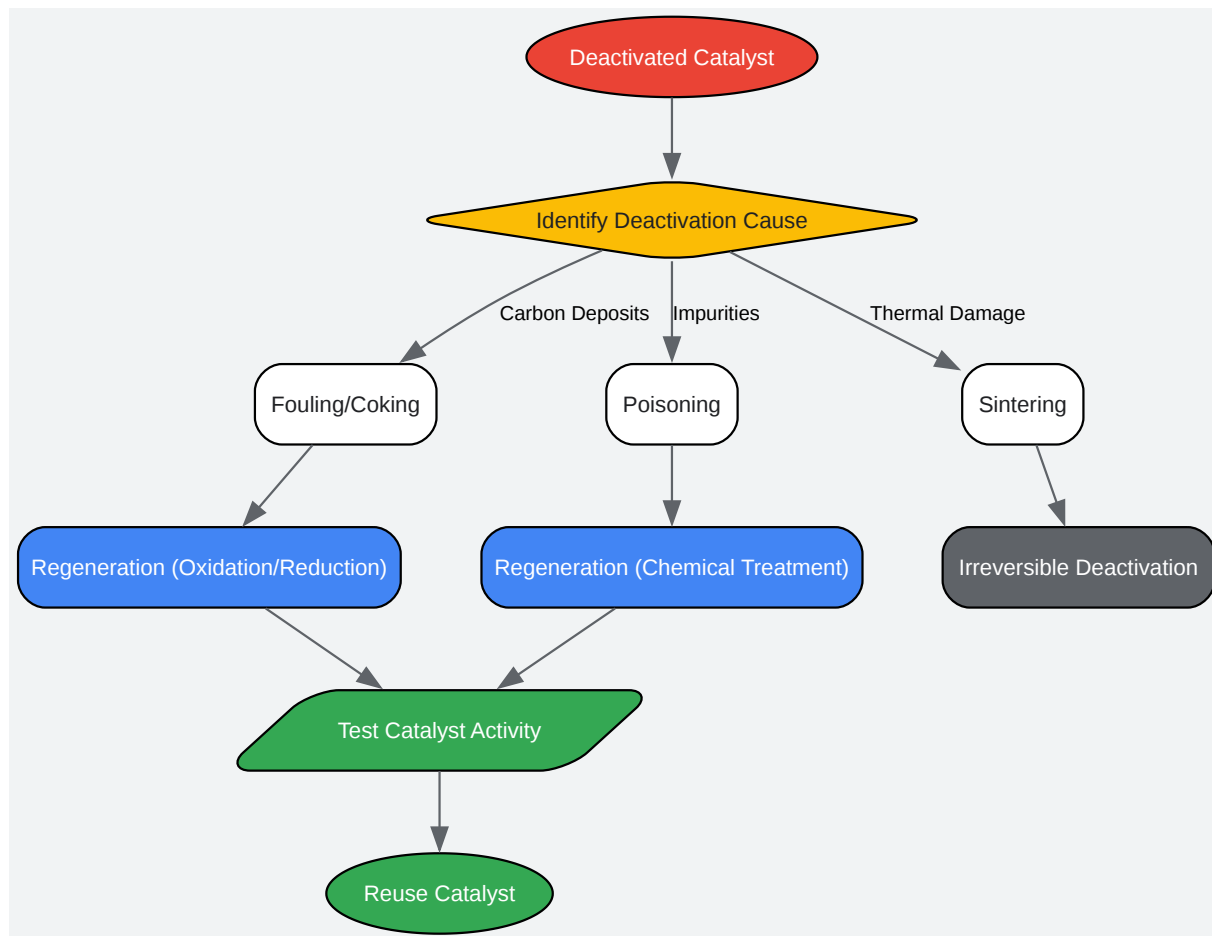 Deactivated Catalyst
Identify Deactivation Cause
Carbon Deposits
Impurities
Thermal Damage
Fouling/Coking
Poisoning
Sintering
Regeneration (Oxidation/Reduction)
Regeneration (Chemical Treatment)
Irreversible Deactivation
Test Catalyst Activity
Reuse Catalyst